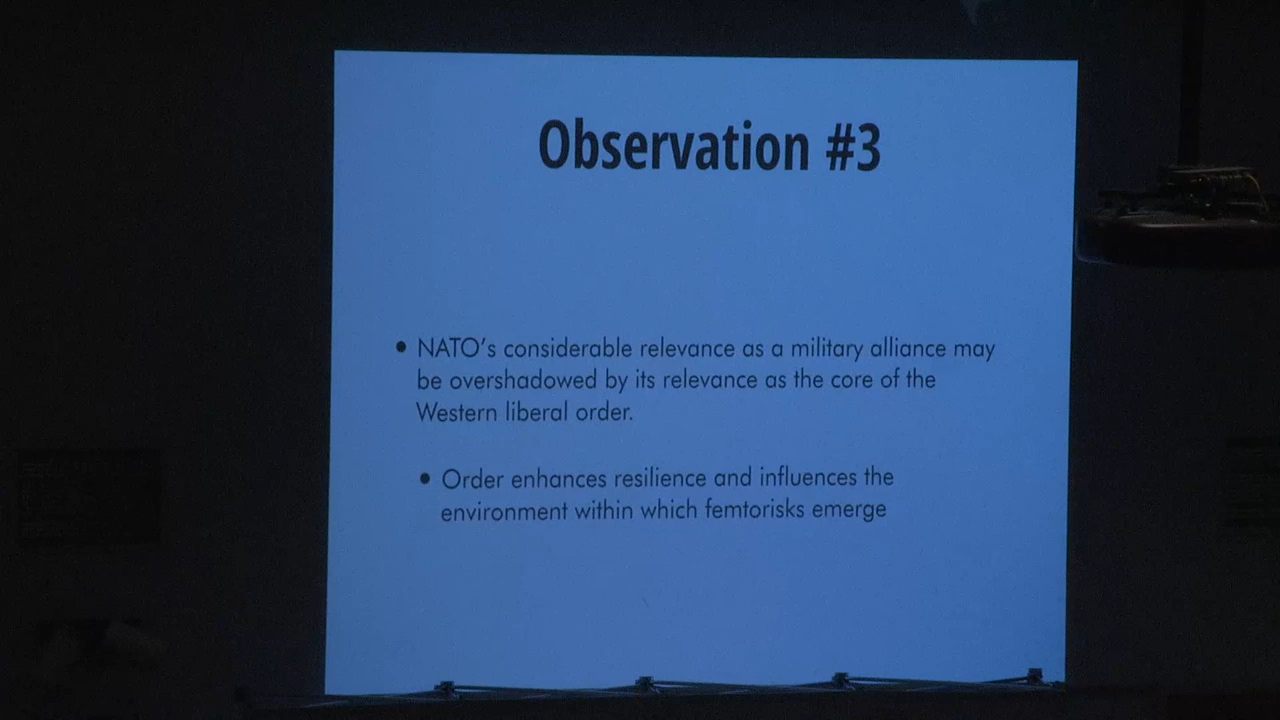 Observation #3
• NATO's considerable relevance as a military alliance may
be overshadowed by its relevance as the core of the
Western liberal order.
• Order enhances resilience and influences the
environment within which femtorisks emerge